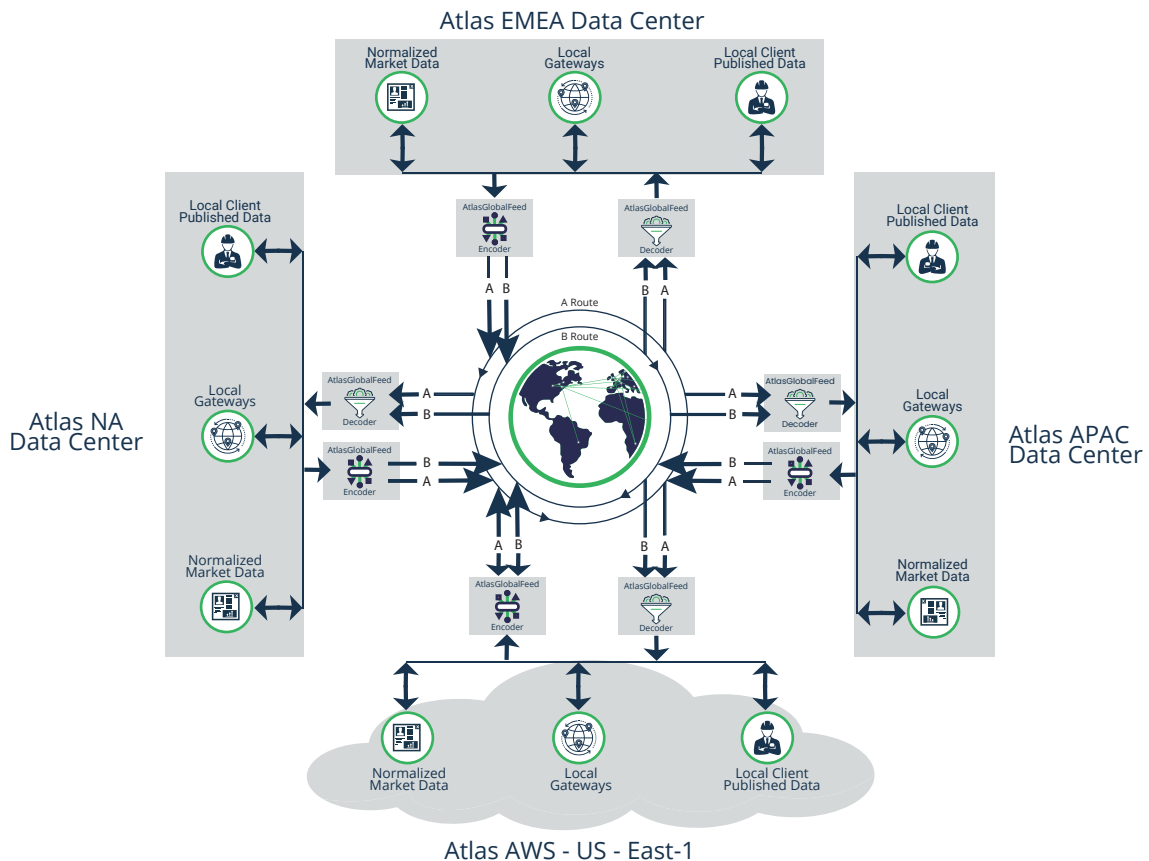 Atlas EMEA Data Center
Normalized
Market Data
Local
Gateways
Local Client
Published Data
AtlasGlobalFeed
Encoder
AtlasGlobalFeed
Decoder
A
B
B
A
A Route
B Route
Local Client
Published Data
Local
Gateways
Normalized
Market Data
Atlas NA
Data Center
AtlasGlobalFeed
Decoder
A
B
AtlasGlobalFeed
Encoder
B
A
A
B
AtlasGlobalFeed
Decoder
B
A
AtlasGlobalFeed
Encoder
Local Client
Published Data
Local
Gateways
Normalized
Market Data
Atlas APAC
Data Center
A
B
B
A
AtlasGlobalFeed
Encoder
AtlasGlobalFeed
Decoder
Normalized
Market Data
Local
Gateways
Local Client
Published Data
Atlas AWS - US - East-1